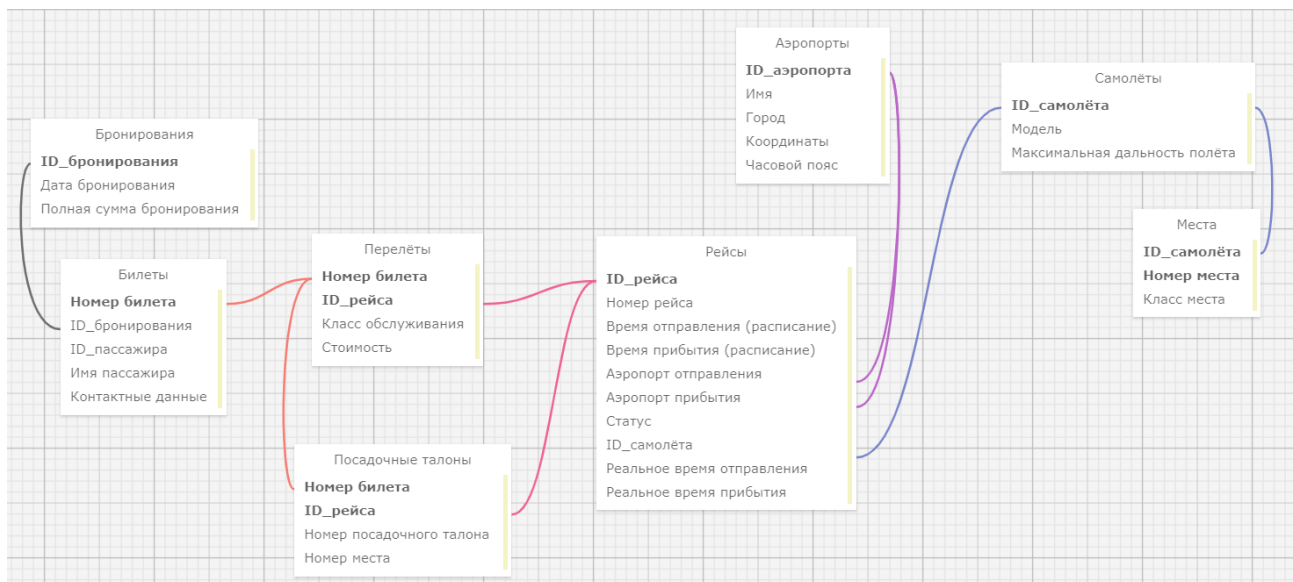 Бронирования
ID_бронирования
Дата бронирования
Полная сумма бронирования
Билеты
Номер билета
ID_бронирования
ID_пассажира
Имя пассажира
Контактные данные
Перелёты
Номер билета
ID_рейса
Класс обслуживания
Стоимость
Посадочные талоны
Номер билета
ID_рейса
Номер посадочного талона
Номер места
Рейсы
ID_рейса
Номер рейса
Время отправления (расписание)
Время прибытия (расписание)
Аэропорт отправления
Аэропорт прибытия
Статус
ID_самолёта
Реальное время отправления
Реальное время прибытия
Аэропорты
ID_аэропорта
Имя
Город
Координаты
Часовой пояс
Самолёты
ID_самолёта
Модель
Максимальная дальность полёта
Места
ID_самолёта
Номер места
Класс места